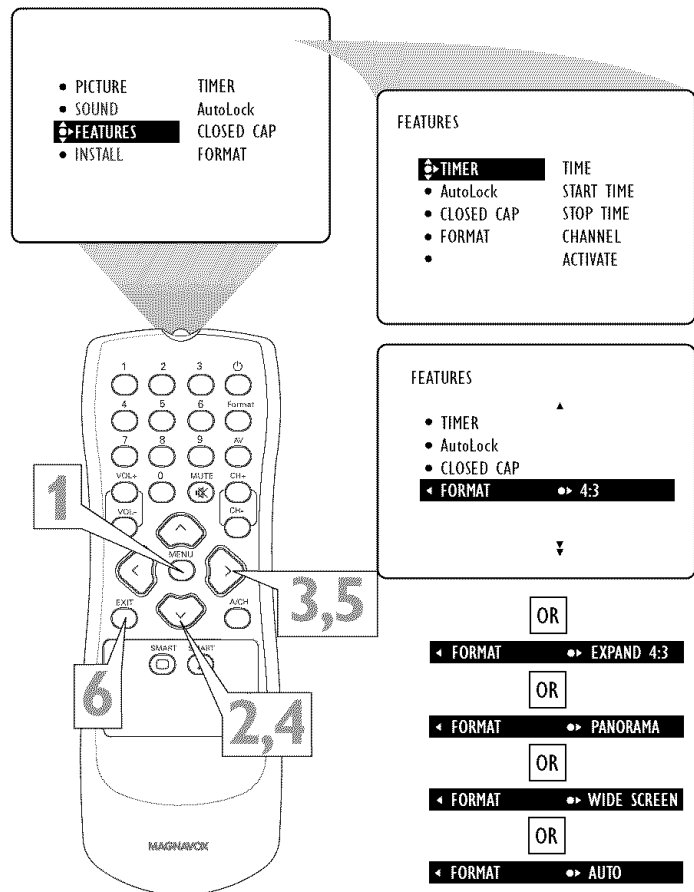 • PICTURE TIMER
• SOUND AutoLock
FEATURES CLOSED CAP
• INSTALL FORMAT
FEATURES
TIMER TIME
• AutoLock START TIME
• CLOSED CAP STOP TIME
• FORMAT CHANNEL
• ACTIVATE
FEATURES
• TIMER
• AutoLock
• CLOSED CAP
FORMAT 4:3
OR
FORMAT EXPAND 4:3
OR
FORMAT PANORAMA
OR
FORMAT WIDE SCREEN
OR
FORMAT AUTO
1 2 3
4 5 6 Format
7 8 9 AV
VOL+ 0 MUTE CH+
VOL- CH-
MENU
EXIT A/CH
SMART SMART
MAGNAVOX
1
3,5
6
2,4